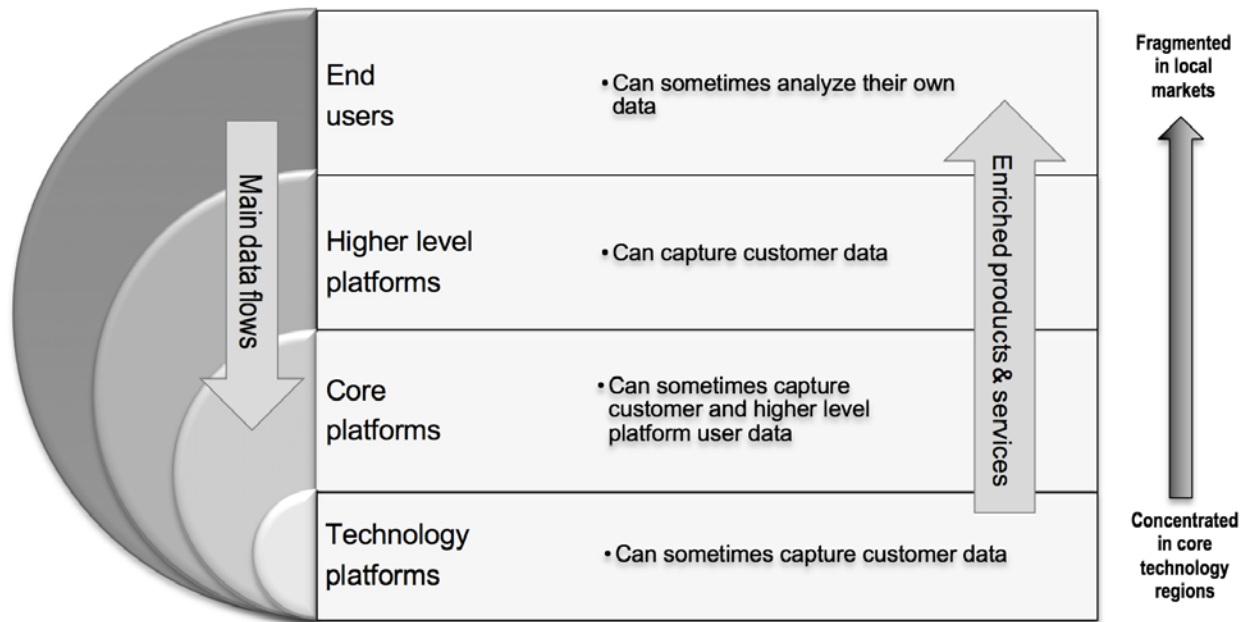 End
users
• Can sometimes analyze their own
data
Higher level
platforms
• Can capture customer data
Core
platforms
• Can sometimes capture
customer and higher level
platform user data
Technology
platforms
• Can sometimes capture customer data
Main data flows
Enriched products & services
Fragmented
in local
markets
Concentrated
in core
technology
regions